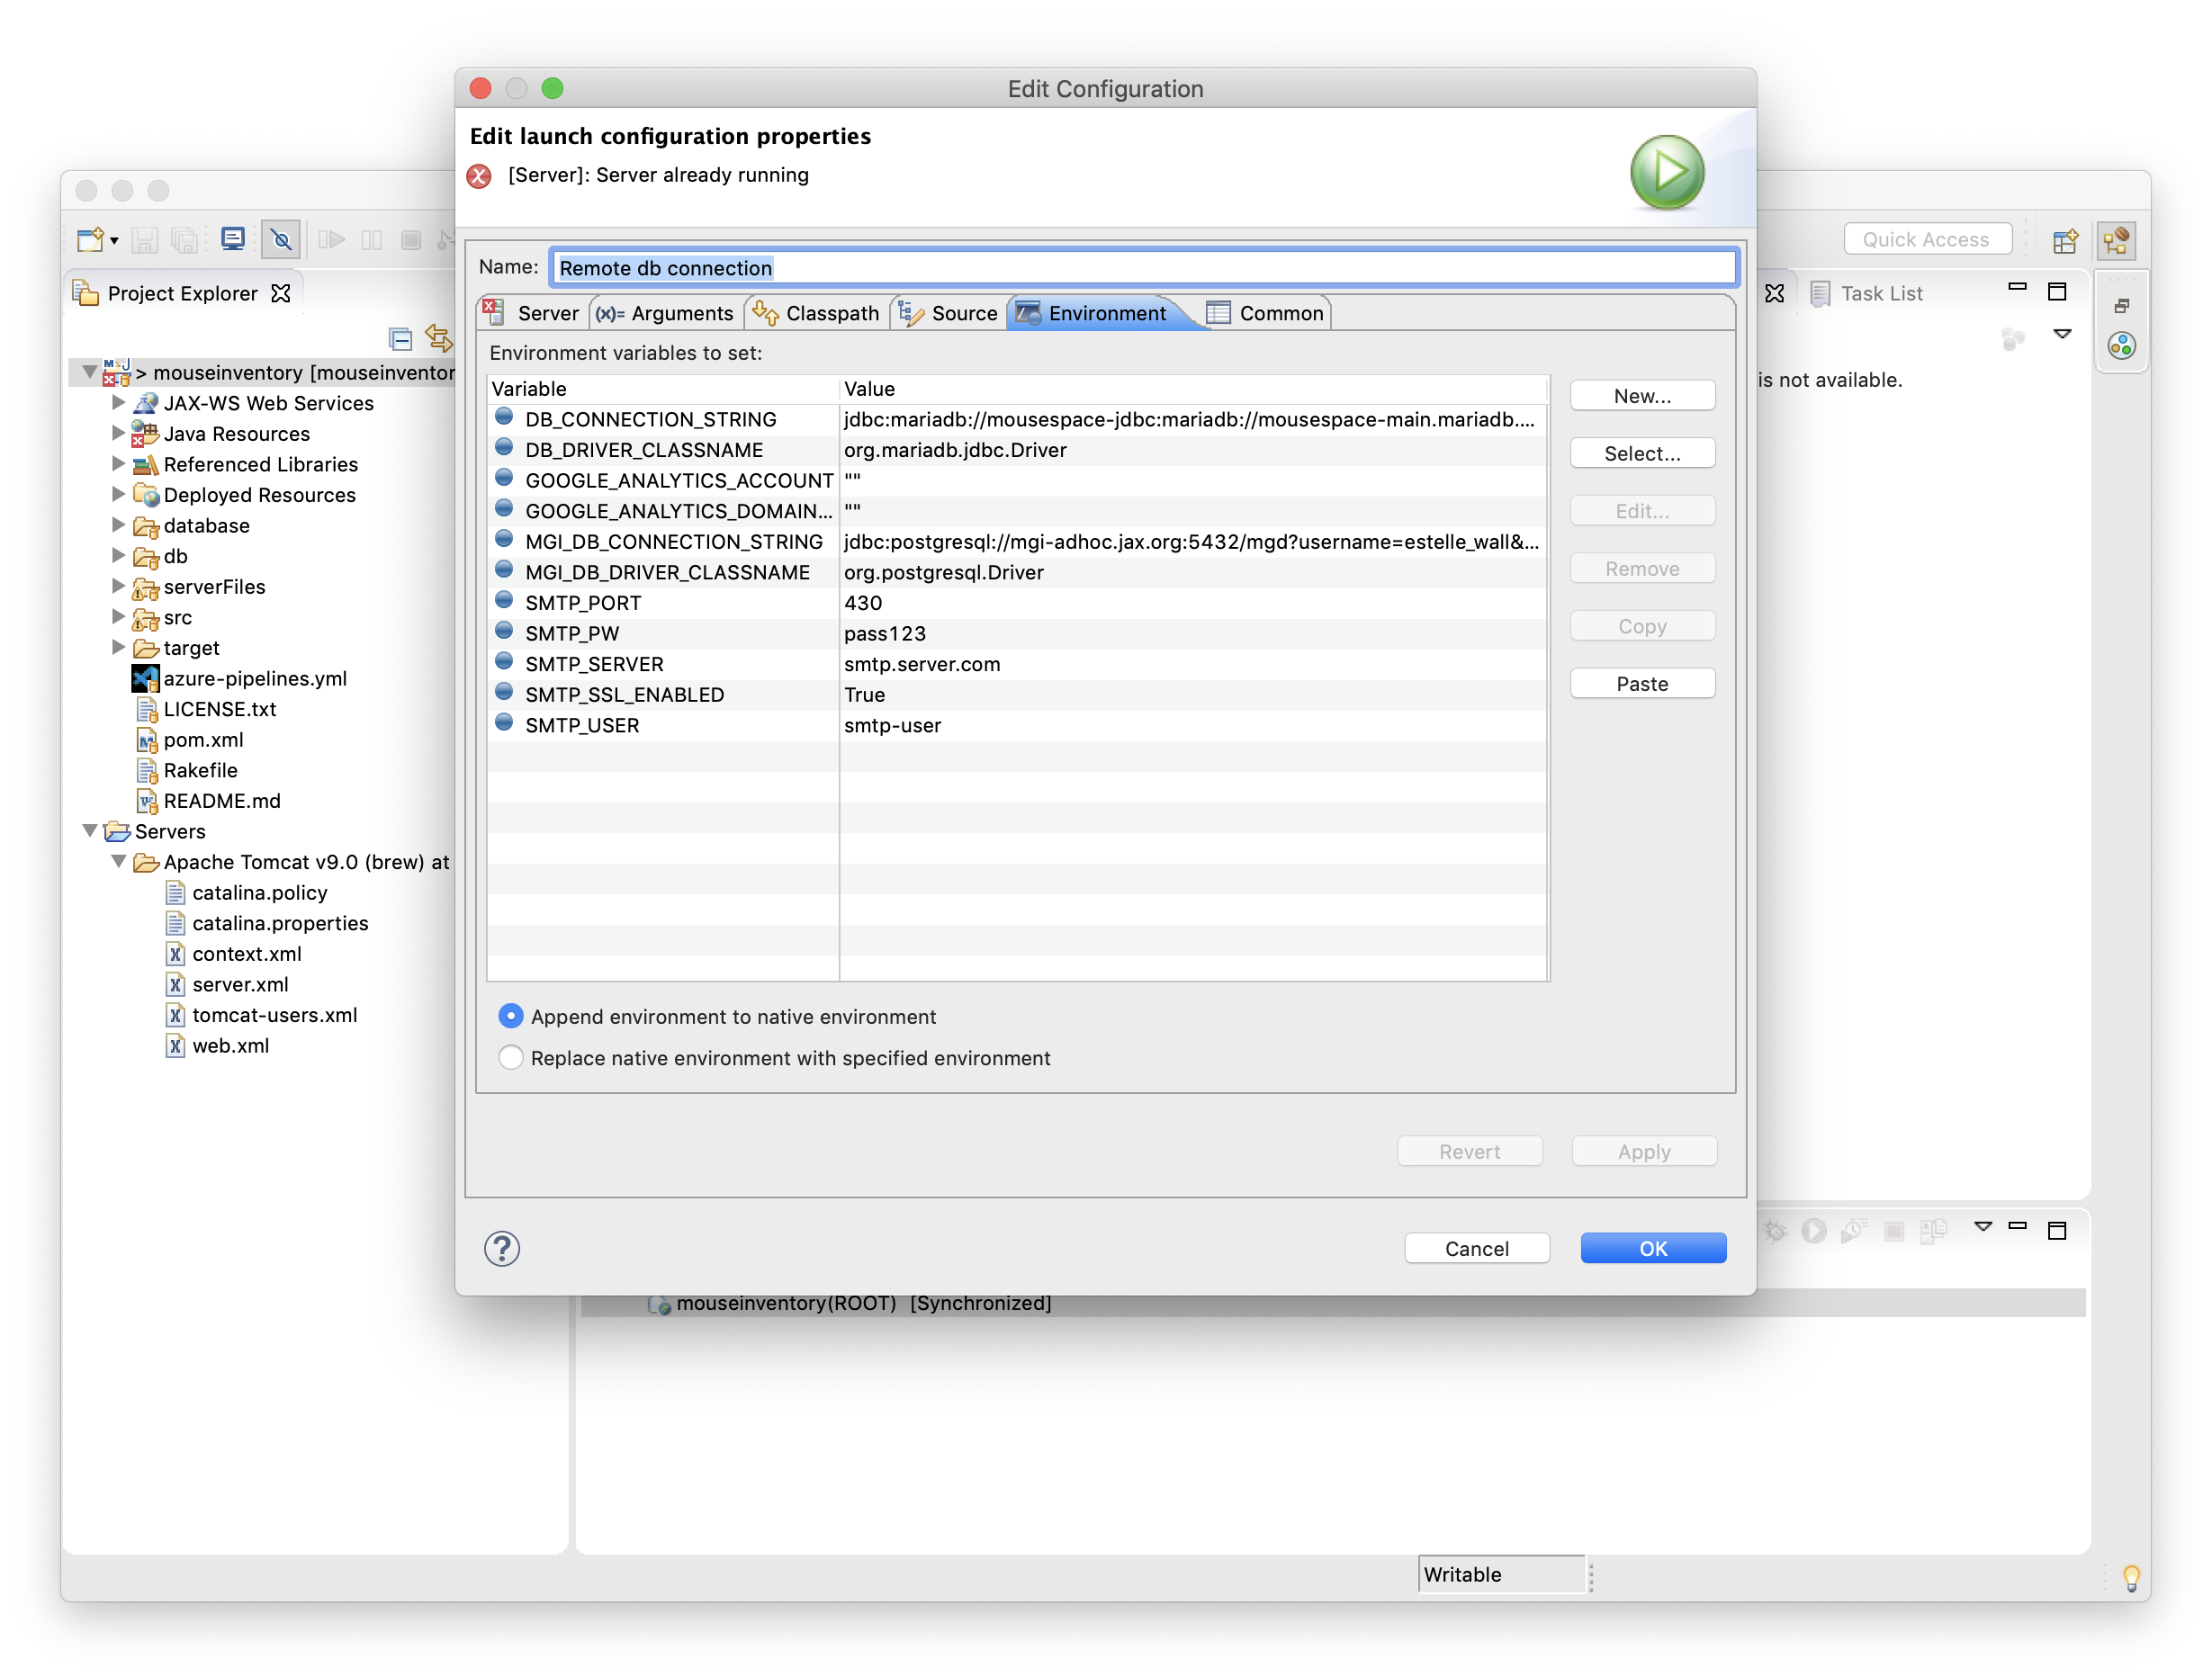 Edit Configuration
Edit launch configuration properties
[Server]: Server already running
Quick Access
Name: Remote db connection
Project Explorer
Server (x)= Arguments Classpath Source Environment Common
Task List
Environment variables to set:
is not available.
Variable Value
DB_CONNECTION_STRING jdbc:mariadb://mousespace-jdbc:mariadb://mousespace-main.mariadb....
DB_DRIVER_CLASSNAME org.mariadb.jdbc.Driver
GOOGLE_ANALYTICS_ACCOUNT ""
GOOGLE_ANALYTICS_DOMAIN... ""
MGI_DB_CONNECTION_STRING jdbc:postgresql://mgi-adhoc.jax.org:5432/mgd?username=estelle_wall&...
MGI_DB_DRIVER_CLASSNAME org.postgresql.Driver
SMTP_PORT 430
SMTP_PW pass123
SMTP_SERVER smtp.server.com
SMTP_SSL_ENABLED True
SMTP_USER smtp-user
New...
Select...
Edit...
Remove
Copy
Paste
Append environment to native environment
Replace native environment with specified environment
Revert Apply
? Cancel OK
> mouseinventory [mouseinventor
JAX-WS Web Services
Java Resources
Referenced Libraries
Deployed Resources
database
db
serverFiles
src
target
azure-pipelines.yml
LICENSE.txt
pom.xml
Rakefile
README.md
Servers
Apache Tomcat v9.0 (brew) at
catalina.policy
catalina.properties
context.xml
server.xml
tomcat-users.xml
web.xml
mouseinventory(ROOT) [Synchronized]
Writable